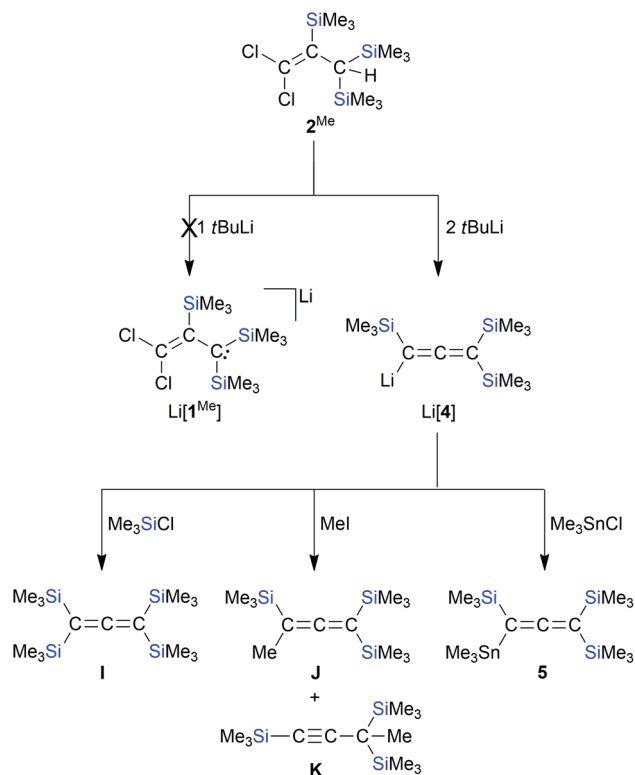 SiMe3
Cl SiMe3
C=C-C-H
Cl SiMe3
2Me
X 1 tBuLi 2 tBuLi
SiMe3 Li
Cl SiMe3
C=C-C:
Cl SiMe3
Li[1Me]
Me3Si SiMe3
C=C=C
Li SiMe3
Li[4]
Me3SiCl MeI Me3SnCl
Me3Si SiMe3
C=C=C
Me3Si SiMe3
I
Me3Si SiMe3
C=C=C
Me SiMe3
J
+
SiMe3
Me3Si-C≡C-C-Me
SiMe3
K
Me3Si SiMe3
C=C=C
Me3Sn SiMe3
5